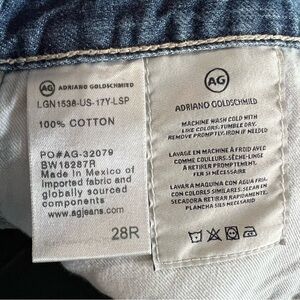 AG ADRIANO GOLDSCHMIED
LGN1538-US-17Y-LSP
100% COTTON
PO#AG-32079
BW18287R
Made in Mexico of
imported fabric and
globally sourced
components
www.agjeans.com
28R
AG
ADRIANO GOLDSCHMIED
MACHINE WASH COLD WITH
LIKE COLORS. TUMBLE DRY.
REMOVE PROMPTLY. IRON IF NEEDED
LAVAGE EN MACHINE À FROID AVEC
COMME COULEURS. SÈCHE-LINGE
À RETIRER PROMPTEMENT.
FER SI NÉCESSAIRE
LAVAR A MAQUINA CON AGUA FRIA
CON COLORES SIMILARES. SECAR EN
SECADORA RETIRAR RAPIDAMENTE.
PLANCHA SI ES NECESARIO